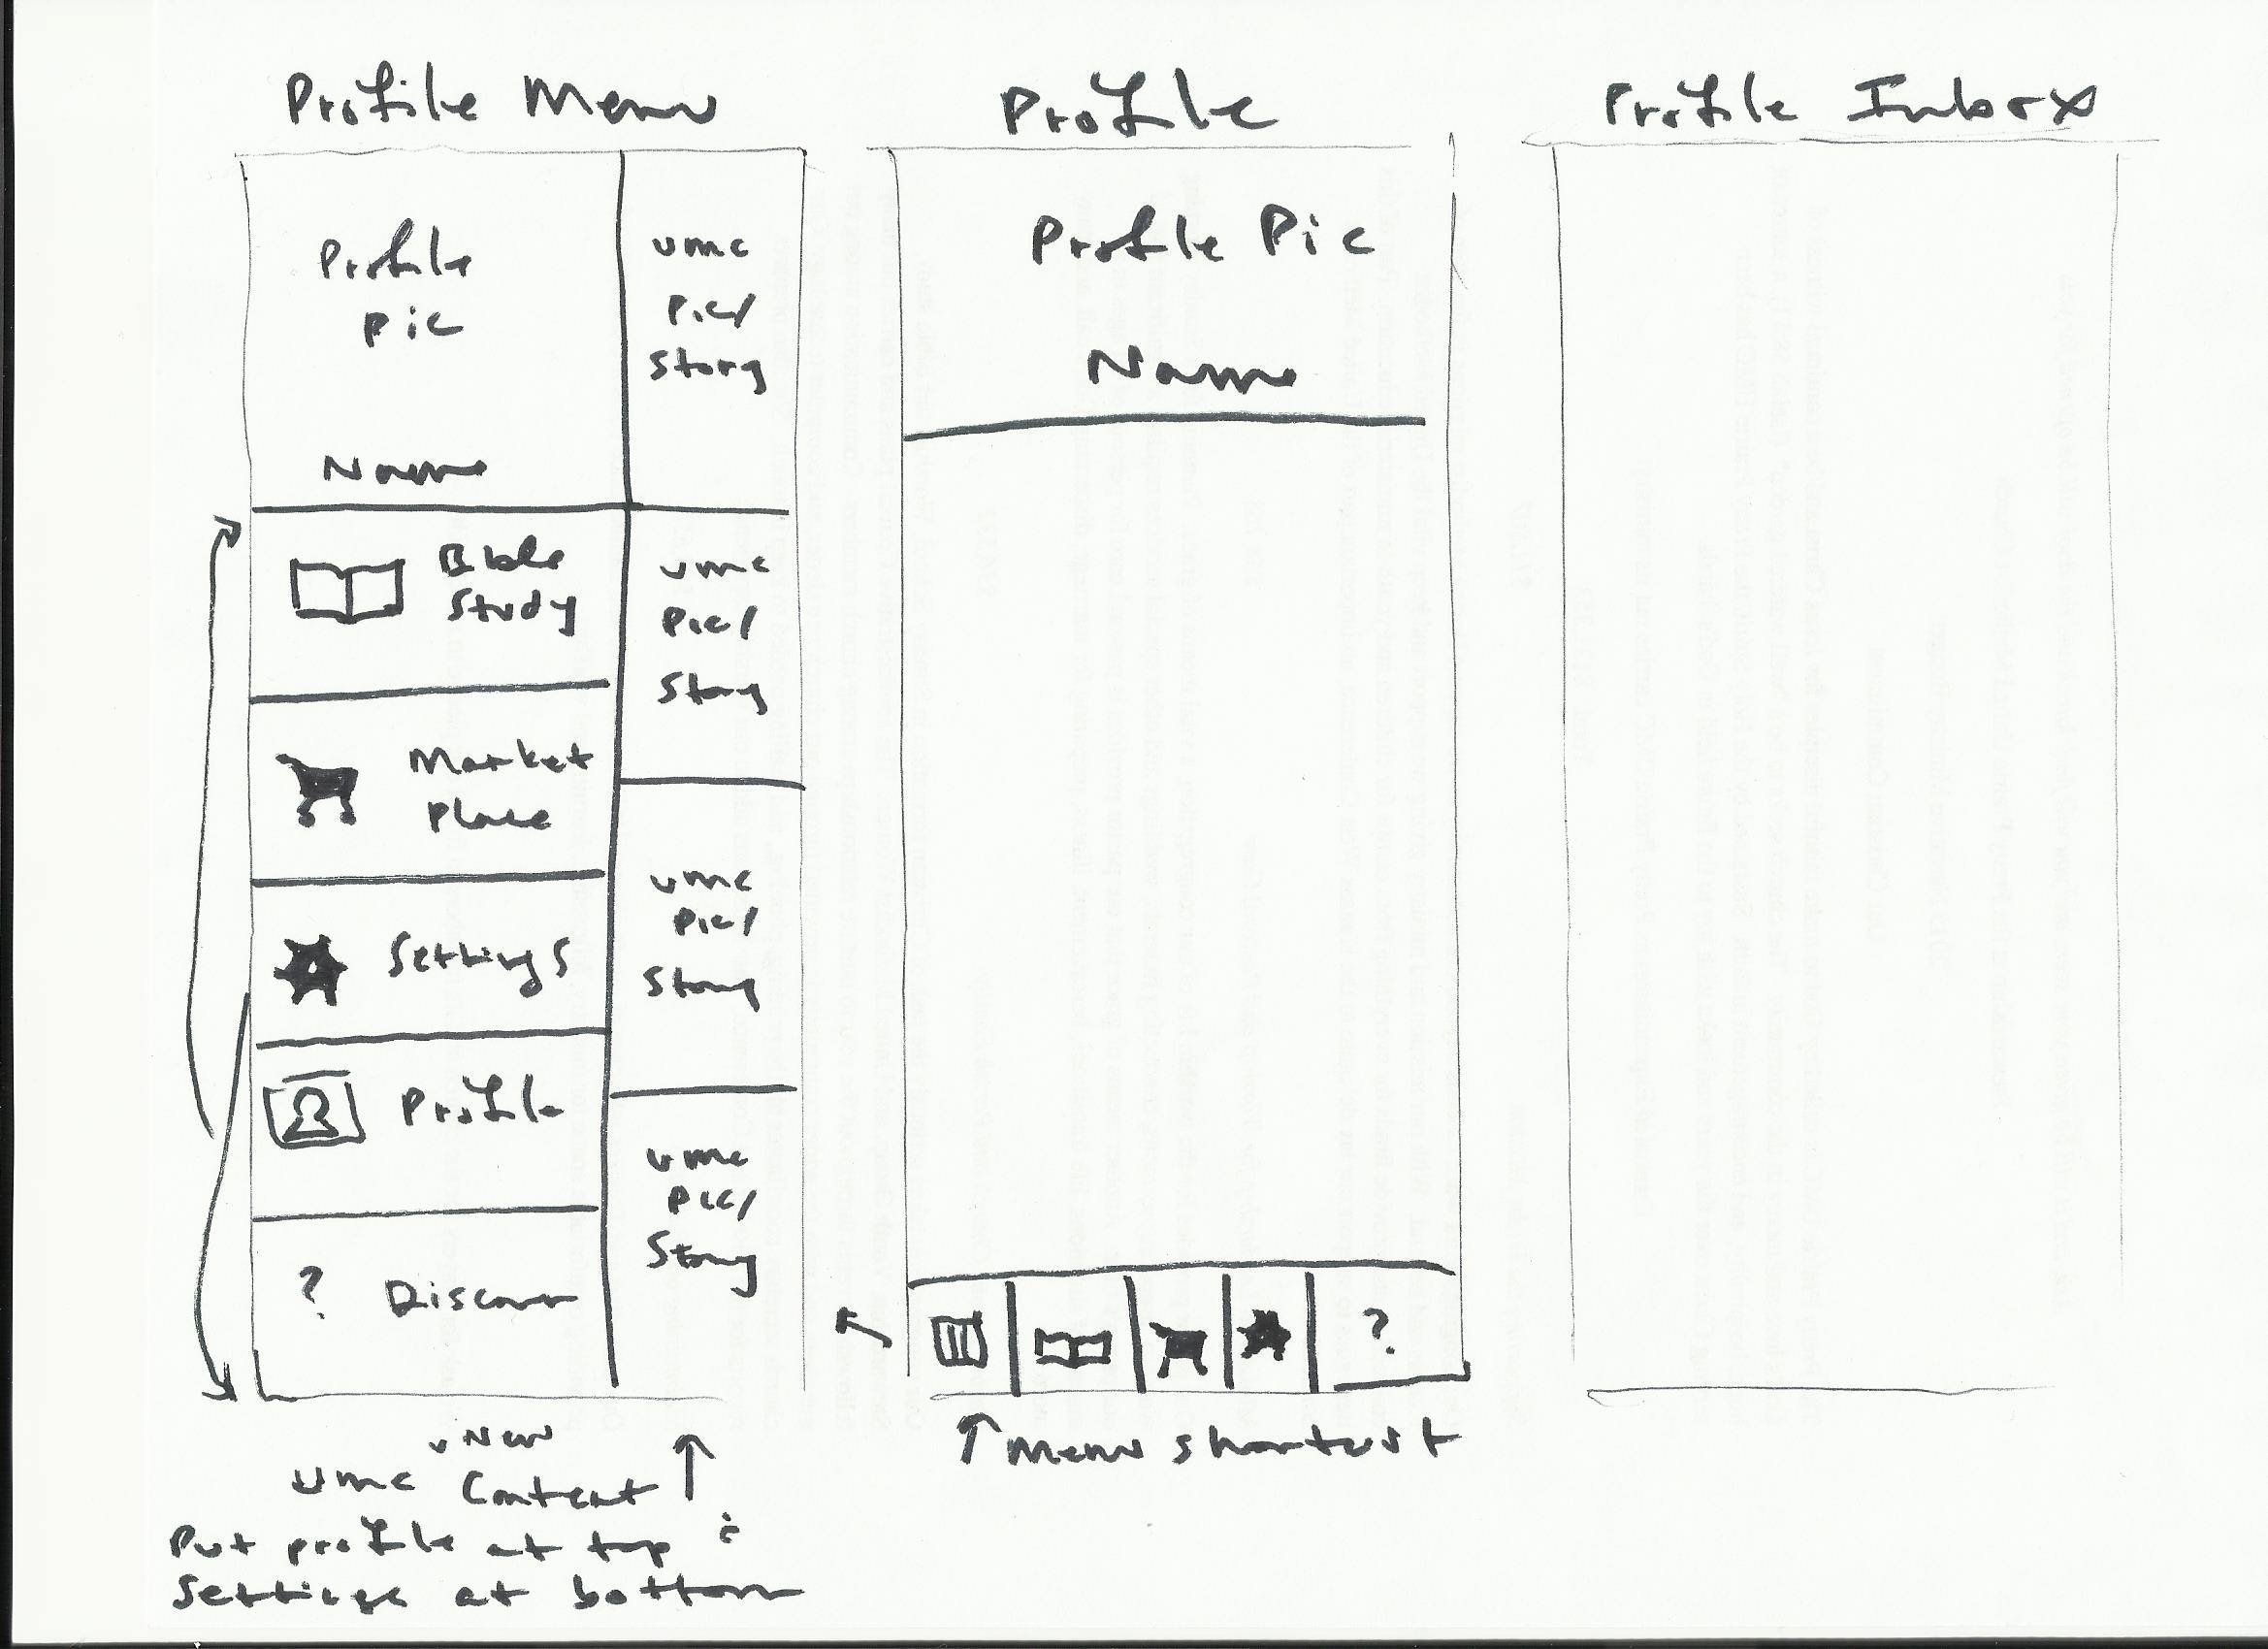 Profile Menu
Profile
pic
Name
umc
Pic/
Story
Bible
Study
umc
Pic/
Story
Market
Place
Settings
umc
Pic/
Story
Profile
umc
Pic/
Story
? Discover
New
umc Content
Put profile at top &
Settings at bottom
Profile
Profile Pic
Name
?
Menu shortcut
Profile Inbox